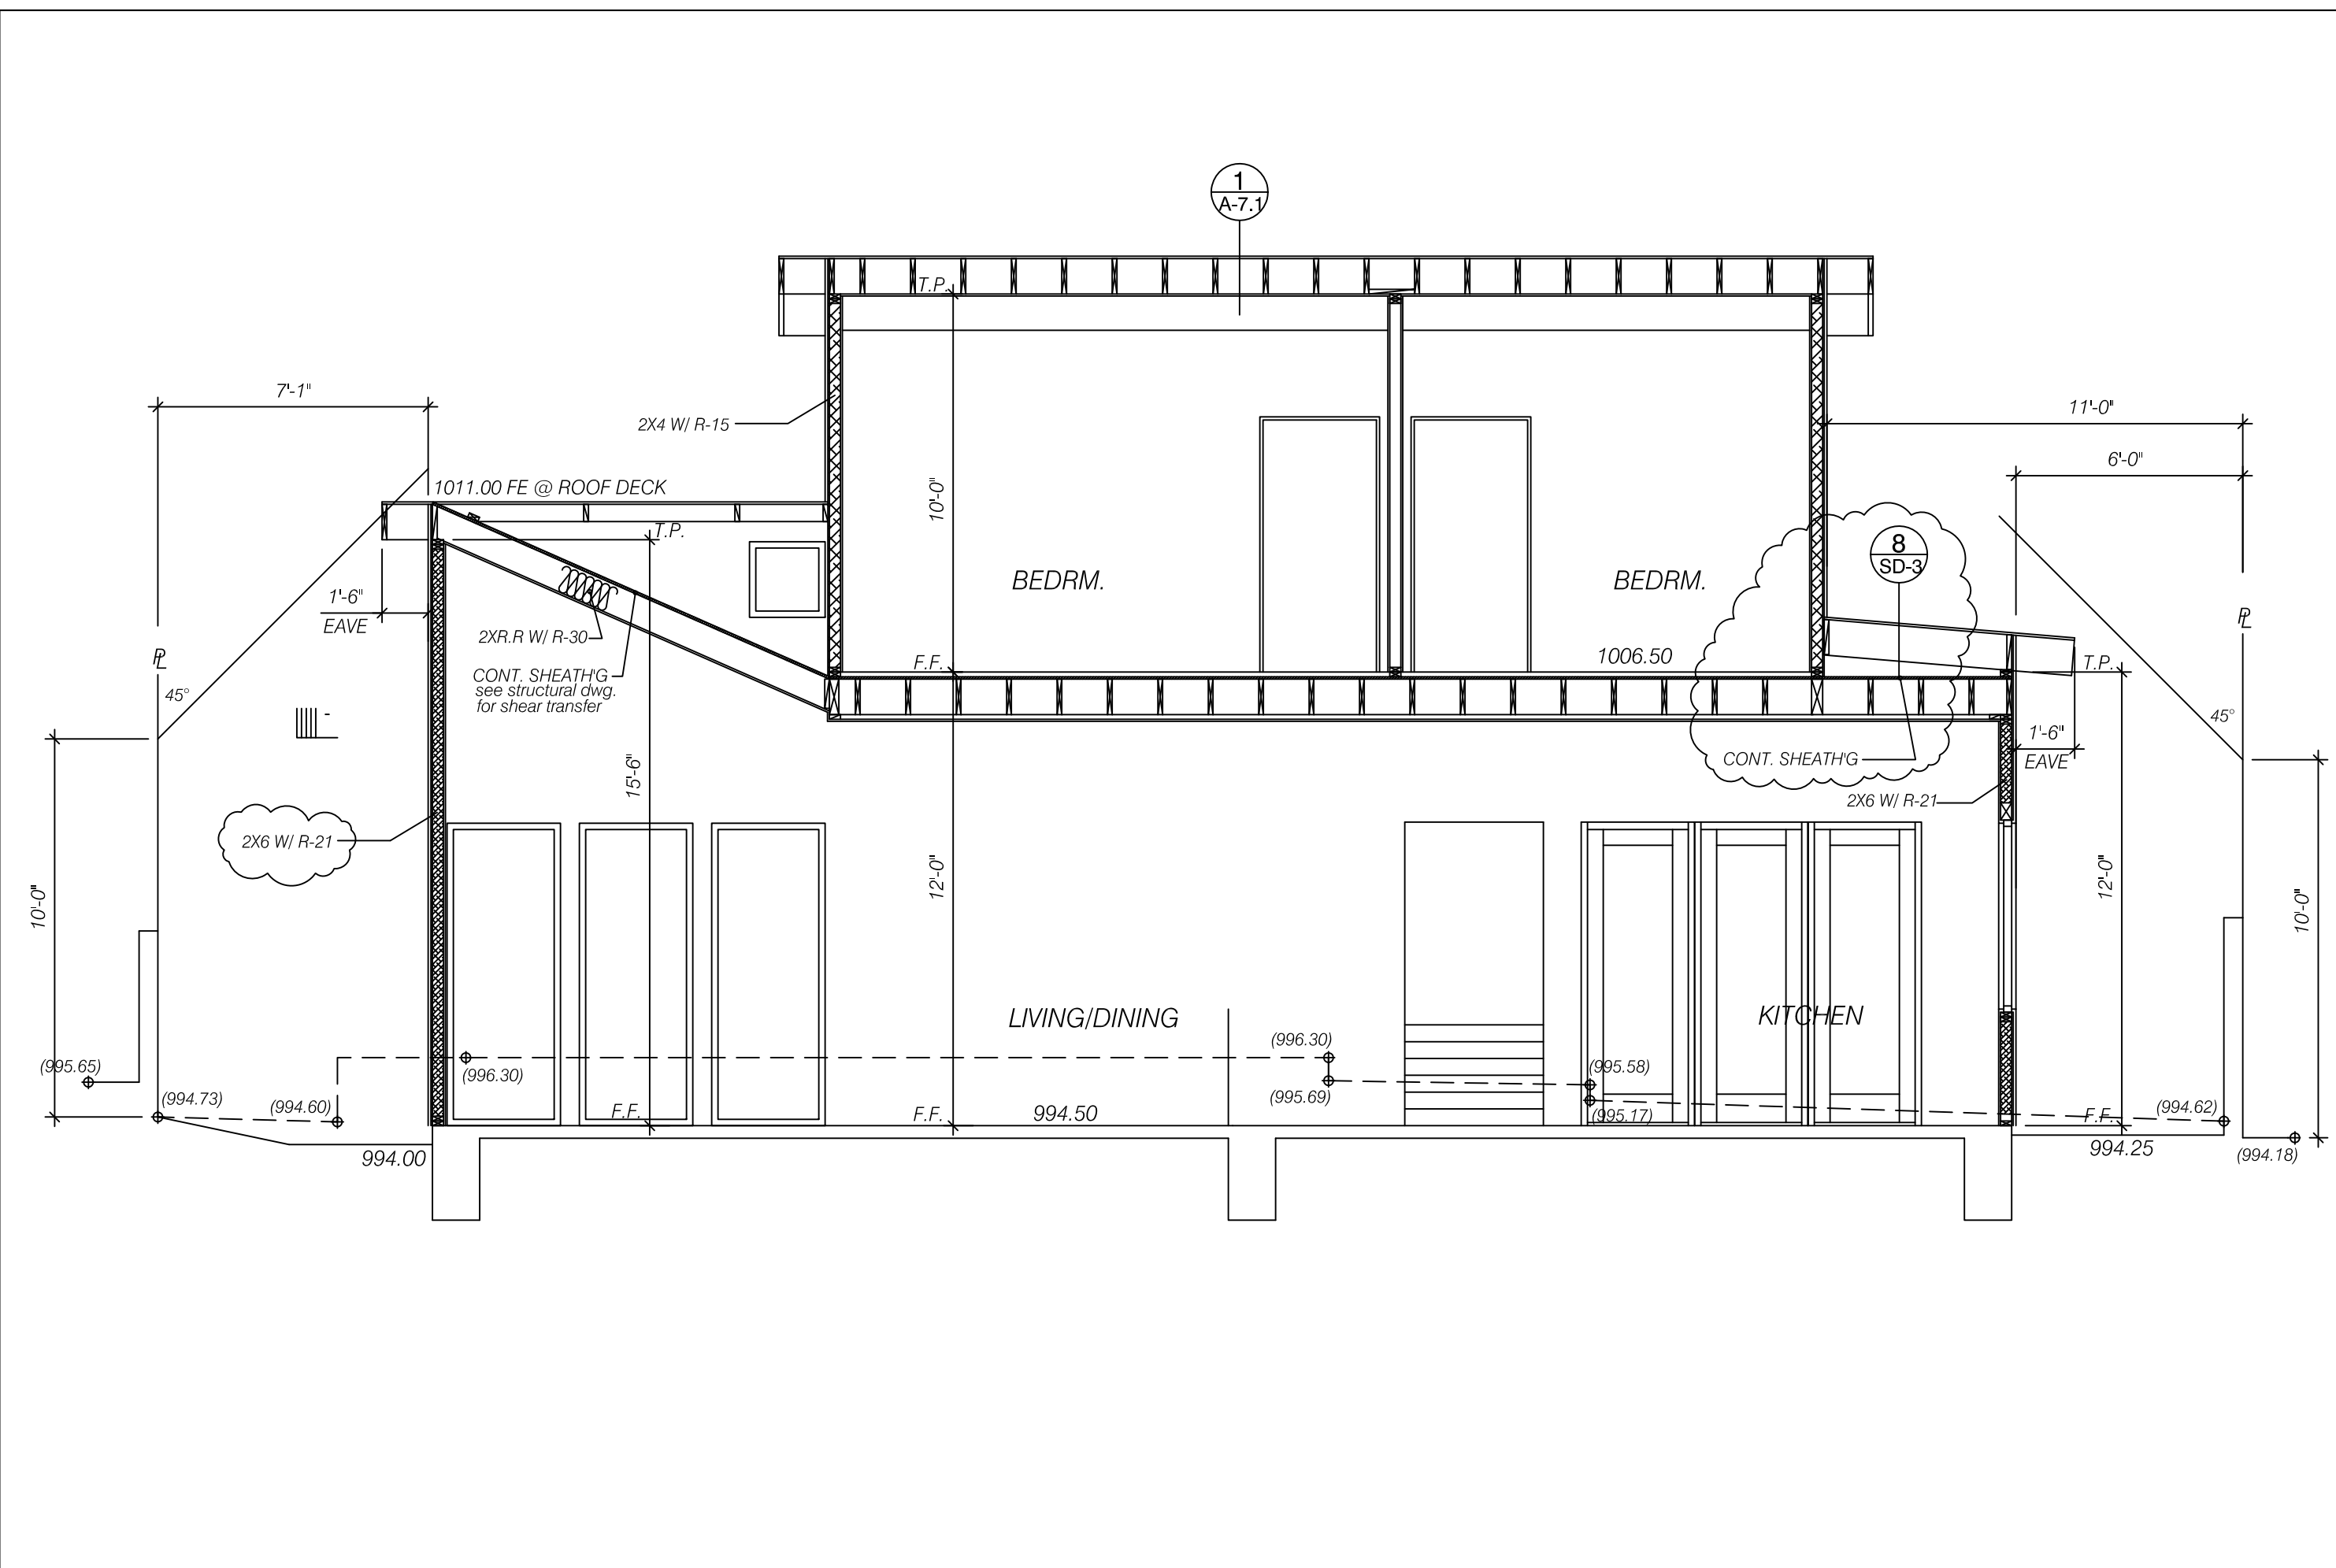 1
A-7.1
T.P.
7'-1"
11'-0"
2X4 W/ R-15
6'-0"
1011.00 FE @ ROOF DECK
10'-0"
T.P.
8
SD-3
BEDRM.
BEDRM.
1'-6"
EAVE
2XR.R W/ R-30
PL
PL
CONT. SHEATH'G
see structural dwg.
for shear transfer
F.F.
1006.50
T.P.
45°
45°
1'-6"
EAVE
CONT. SHEATH'G
15'-6"
2X6 W/ R-21
2X6 W/ R-21
10'-0"
12'-0"
12'-0"
10'-0"
LIVING/DINING
KITCHEN
(996.30)
(995.65)
(996.30)
(995.58)
(995.69)
(994.73)
(994.60)
F.F.
F.F.
994.50
(995.17)
F.F.
(994.62)
994.00
994.25
(994.18)